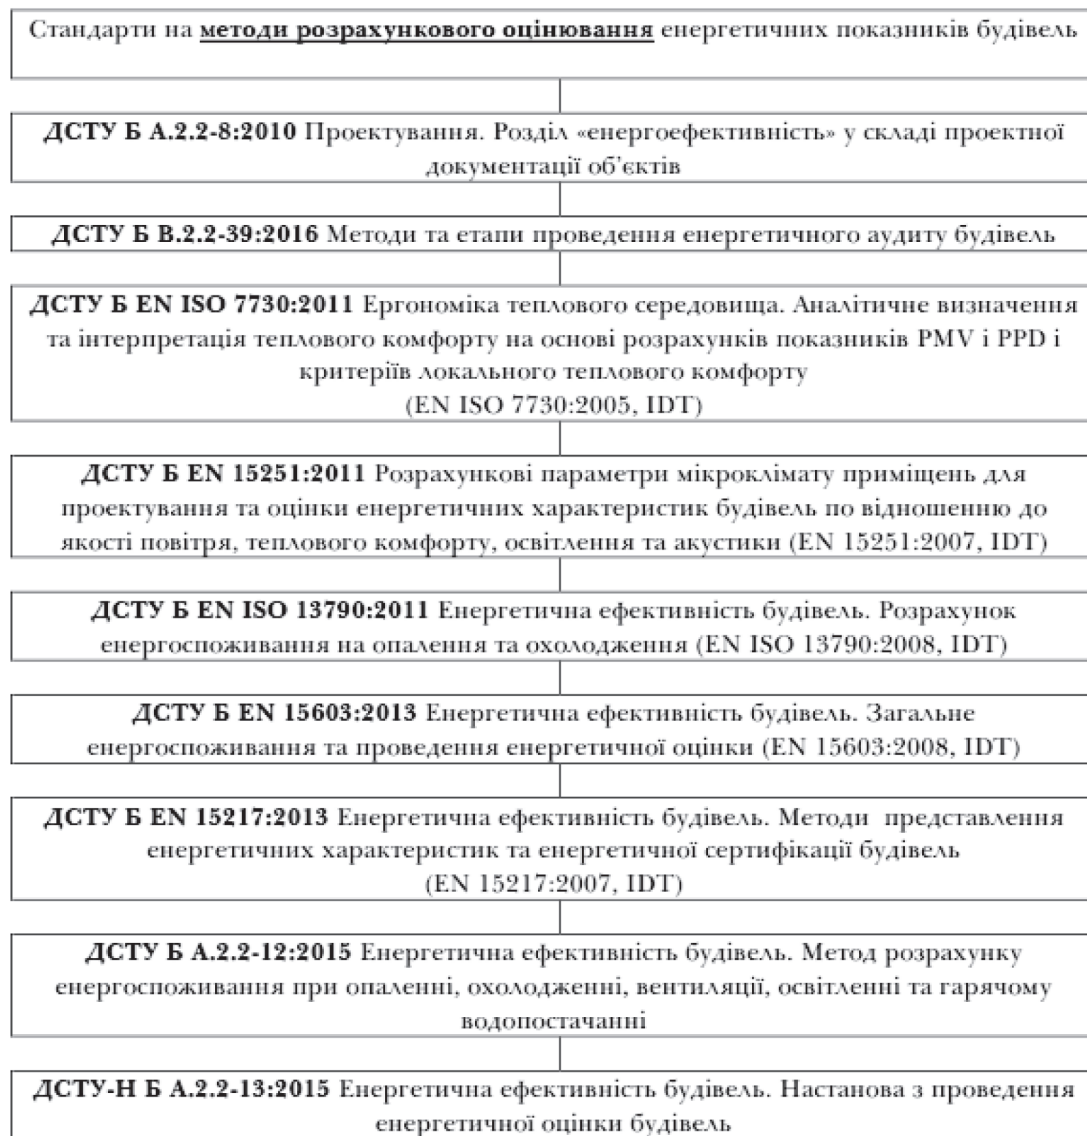 Стандарти на методи розрахункового оцінювання енергетичних показників будівель
ДСТУ Б А.2.2-8:2010 Проектування. Розділ «енергоефективність» у складі проектної
документації об’єктів
ДСТУ Б В.2.2-39:2016 Методи та етапи проведення енергетичного аудиту будівель
ДСТУ Б EN ISO 7730:2011 Ергономіка теплового середовища. Аналітичне визначення
та інтерпретація теплового комфорту на основі розрахунків показників PMV і PPD і
критеріїв локального теплового комфорту
(EN ISO 7730:2005, IDT)
ДСТУ Б EN 15251:2011 Розрахункові параметри мікроклімату приміщень для
проектування та оцінки енергетичних характеристик будівель по відношенню до
якості повітря, теплового комфорту, освітлення та акустики (EN 15251:2007, IDT)
ДСТУ Б EN ISO 13790:2011 Енергетична ефективність будівель. Розрахунок
енергоспоживання на опалення та охолодження (EN ISO 13790:2008, IDT)
ДСТУ Б EN 15603:2013 Енергетична ефективність будівель. Загальне
енергоспоживання та проведення енергетичної оцінки (EN 15603:2008, IDT)
ДСТУ Б EN 15217:2013 Енергетична ефективність будівель. Методи представлення
енергетичних характеристик та енергетичної сертифікації будівель
(EN 15217:2007, IDT)
ДСТУ Б А.2.2-12:2015 Енергетична ефективність будівель. Метод розрахунку
енергоспоживання при опаленні, охолодженні, вентиляції, освітленні та гарячому
водопостачанні
ДСТУ-Н Б А.2.2-13:2015 Енергетична ефективність будівель. Настанова з проведення
енергетичної оцінки будівель